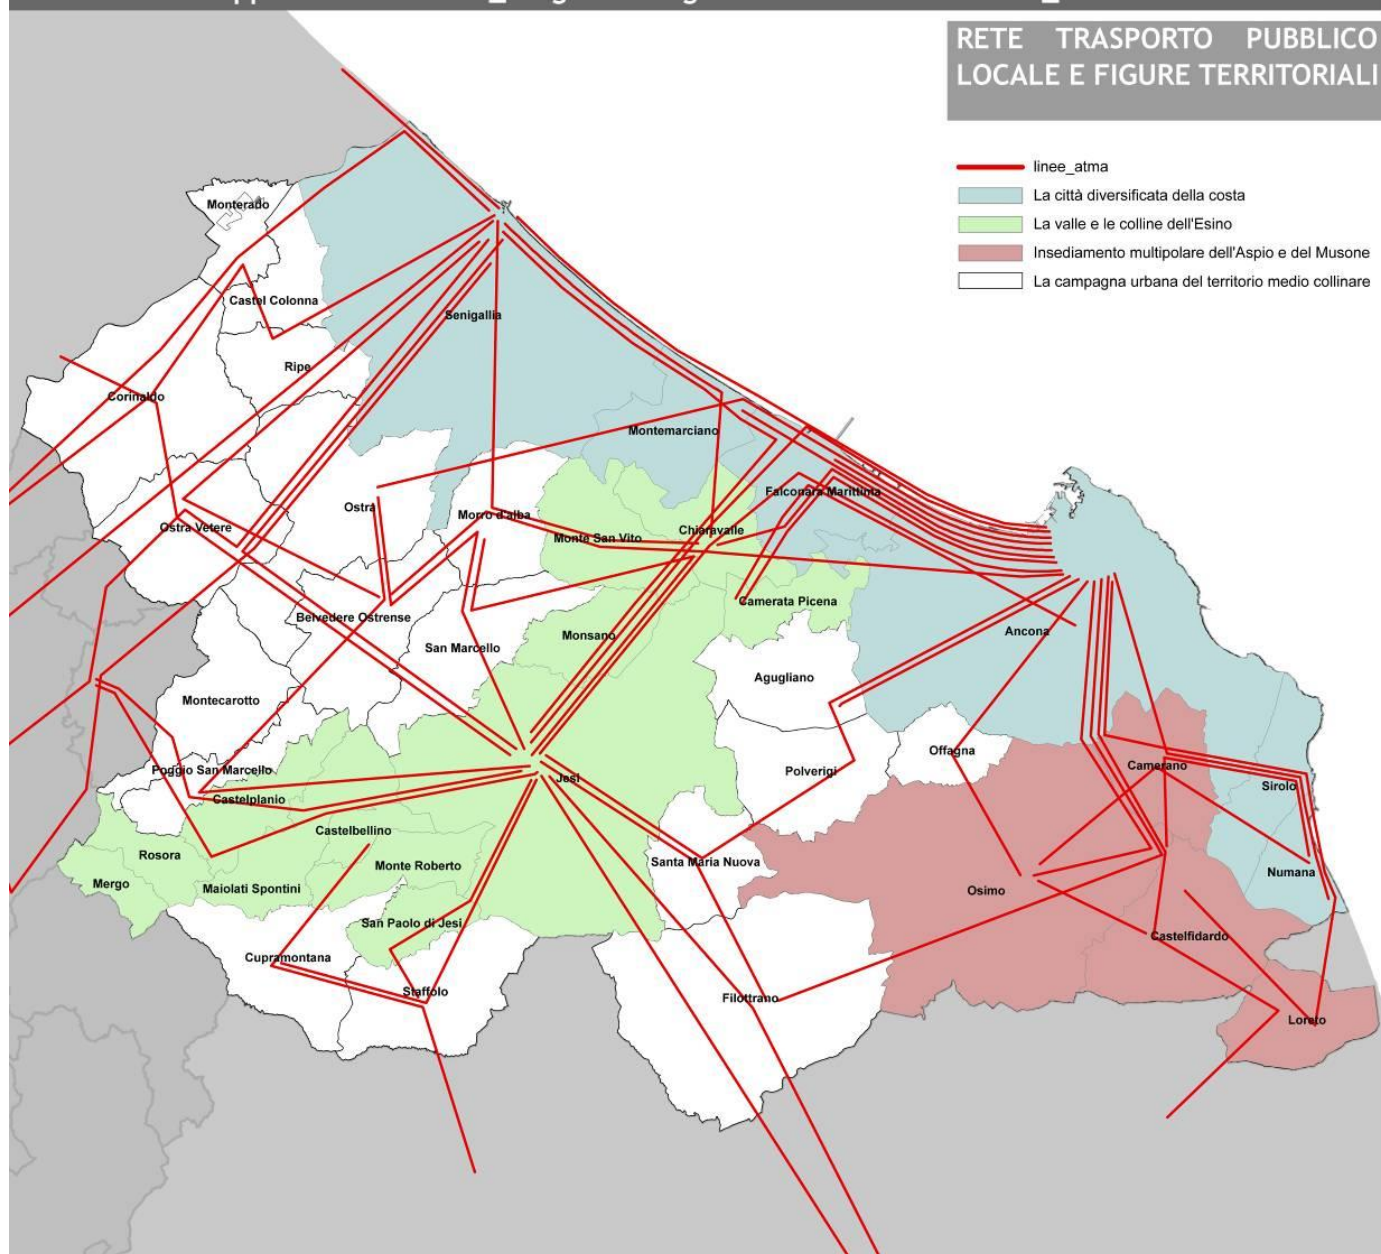 RETE TRASPORTO PUBBLICO
LOCALE E FIGURE TERRITORIALI
linee_atma
La città diversificata della costa
La valle e le colline dell'Esino
Insediamento multipolare dell'Aspio e del Musone
La campagna urbana del territorio medio collinare
Monterado
Castel Colonna
Senigallia
Ripe
Corinaldo
Montemarciano
Falconara Marittima
Ostra
Morro d'alba
Ostra Vetere
Chiaravalle
Monte San Vito
Camerata Picena
Belvedere Ostrense
Ancona
Monsano
San Marcello
Agugliano
Montecarotto
Offagna
Camerano
Poggio San Marcello
Polverigi
Jesi
Sirolo
Castelplanio
Castelbellino
Rosora
Monte Roberto
Santa Maria Nuova
Numana
Mergo
Maiolati Spontini
Osimo
San Paolo di Jesi
Castelfidardo
Cupramontana
Staffolo
Filottrano
Loreto